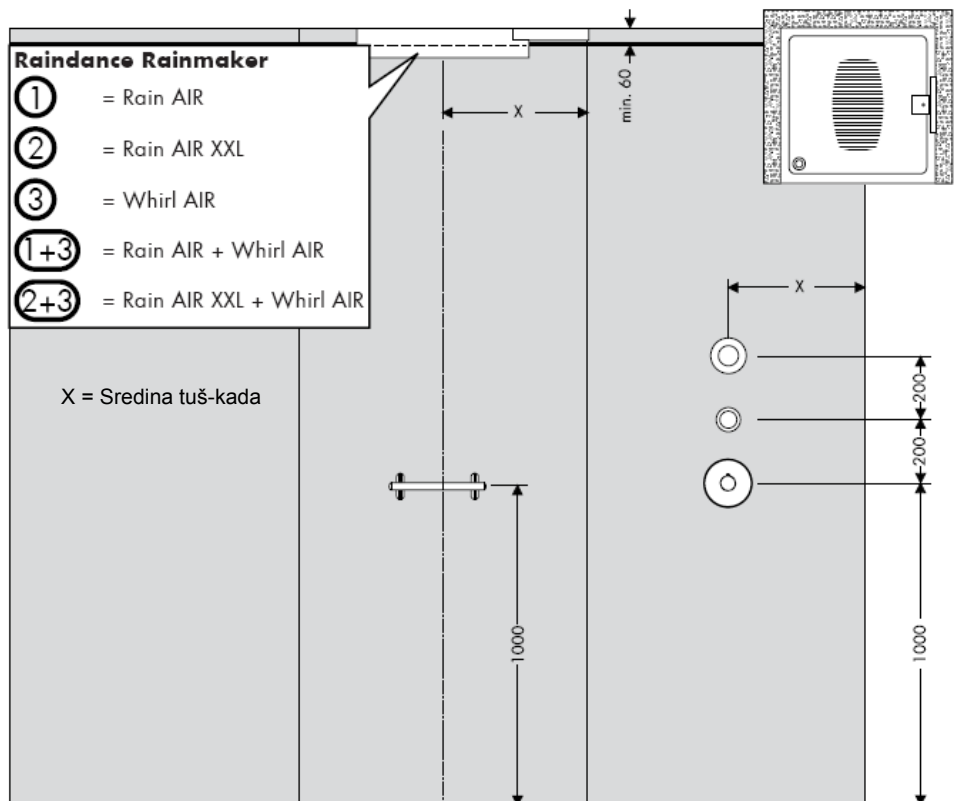 Raindance Rainmaker
1 = Rain AIR
2 = Rain AIR XXL
3 = Whirl AIR
1+3 = Rain AIR + Whirl AIR
2+3 = Rain AIR XXL + Whirl AIR
X = Sredina tuš-kada
X
min. 60
X
200
200
1000
1000